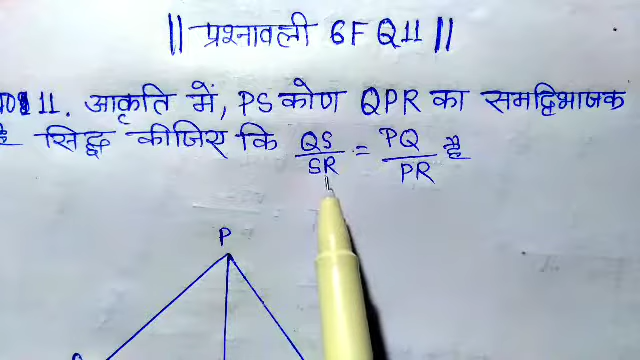 || प्रश्नावली 6F Q11 ||
11. आकृति में, PS कोण QPR का समद्विभाजक
है सिद्ध कीजिए कि QS/SR = PQ/PR है
P